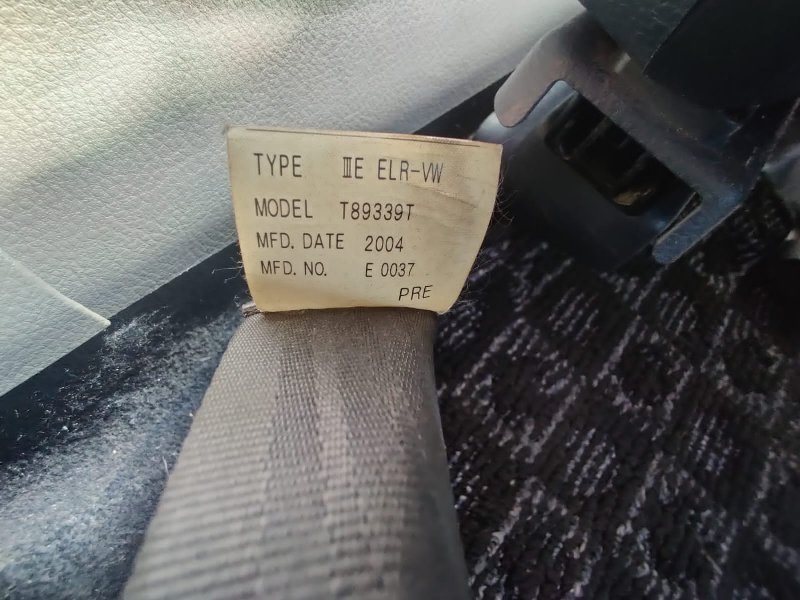 TYPE ⅢE ELR-VW
MODEL T89339T
MFD. DATE 2004
MFD. NO. E 0037
PRE